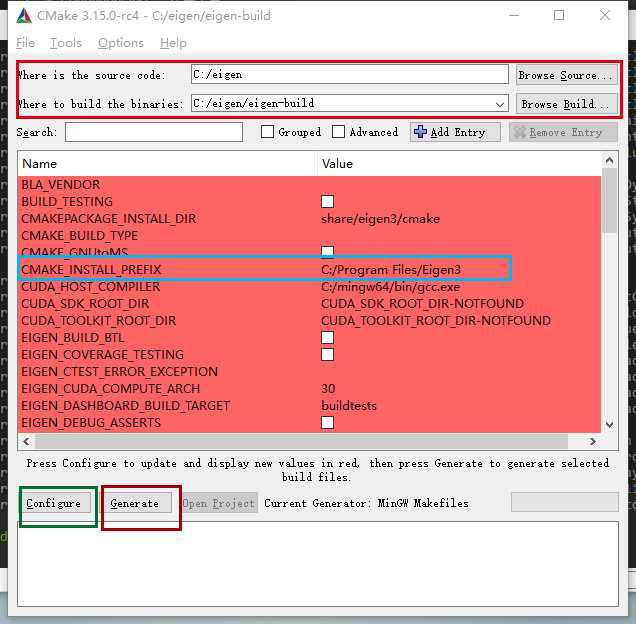 CMake 3.15.0-rc4 - C:/eigen/eigen-build
File Tools Options Help
Where is the source code: C:/eigen Browse Source...
Where to build the binaries: C:/eigen/eigen-build Browse Build...
Search: Grouped Advanced Add Entry Remove Entry
Name Value
BLA_VENDOR
BUILD_TESTING
CMAKEPACKAGE_INSTALL_DIR share/eigen3/cmake
CMAKE_BUILD_TYPE
CMAKE_GNUtoMS
CMAKE_INSTALL_PREFIX C:/Program Files/Eigen3
CUDA_HOST_COMPILER C:/mingw64/bin/gcc.exe
CUDA_SDK_ROOT_DIR CUDA_SDK_ROOT_DIR-NOTFOUND
CUDA_TOOLKIT_ROOT_DIR CUDA_TOOLKIT_ROOT_DIR-NOTFOUND
EIGEN_BUILD_BTL
EIGEN_COVERAGE_TESTING
EIGEN_CTEST_ERROR_EXCEPTION
EIGEN_CUDA_COMPUTE_ARCH 30
EIGEN_DASHBOARD_BUILD_TARGET buildtests
EIGEN_DEBUG_ASSERTS
Press Configure to update and display new values in red, then press Generate to generate selected
build files.
Configure Generate Open Project Current Generator: MinGW Makefiles